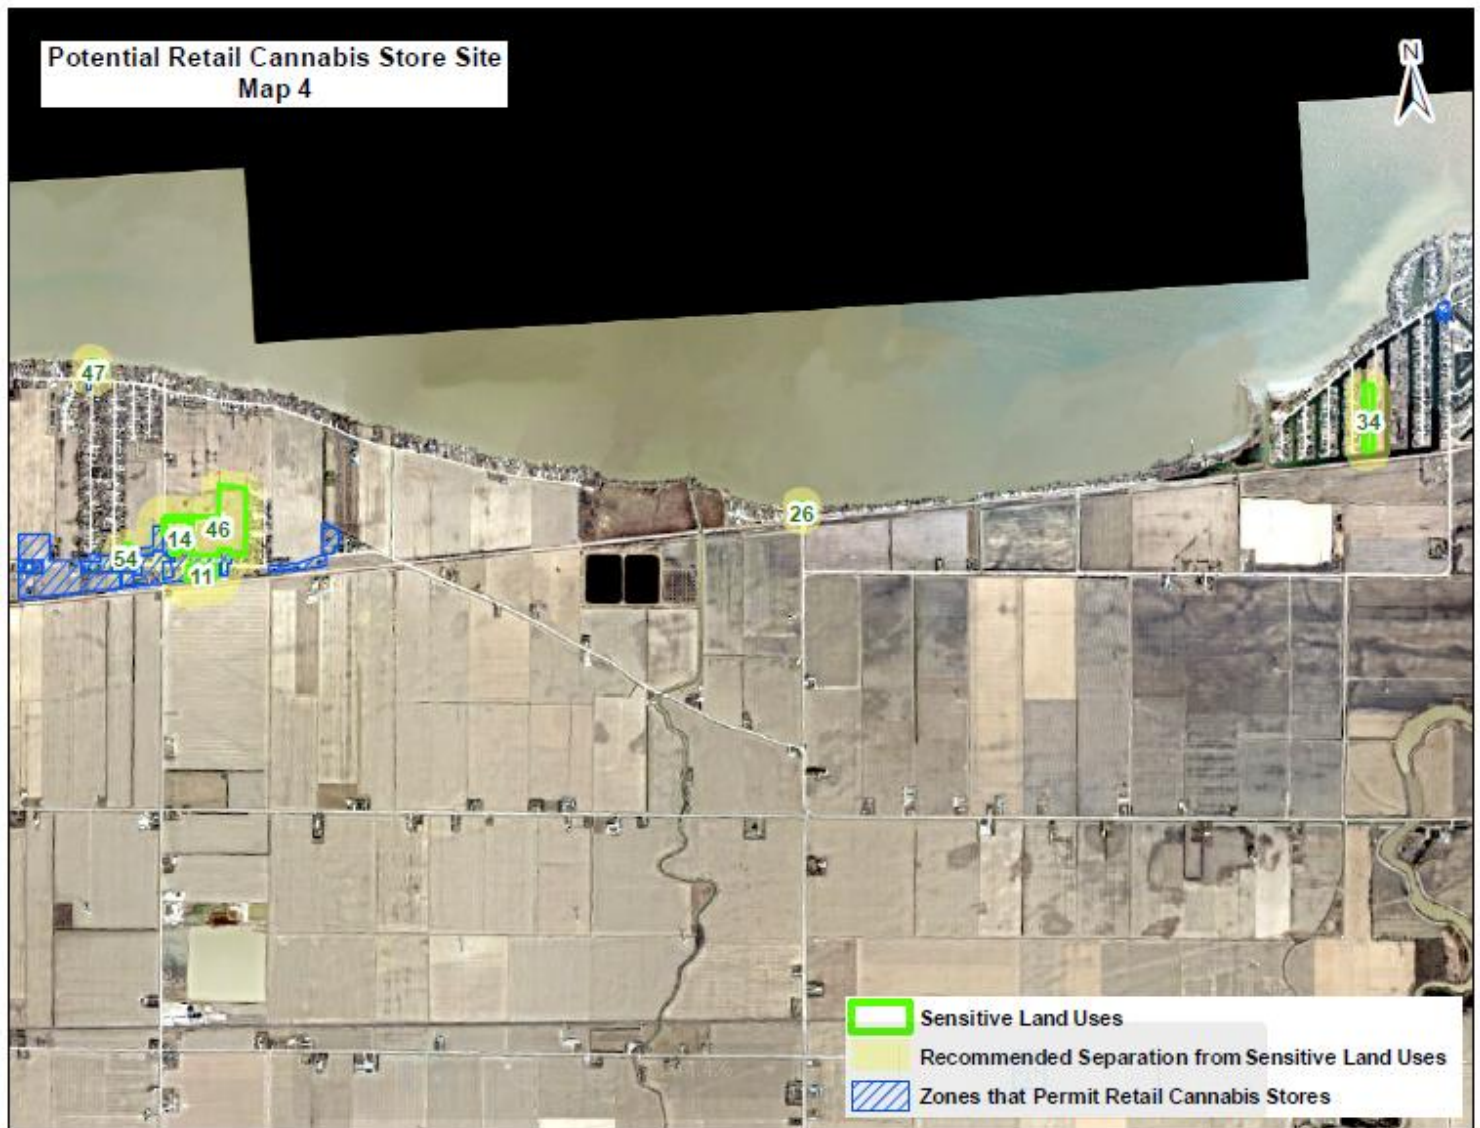 Potential Retail Cannabis Store Site
Map 4
N
47
34
26
46
14
54
11
Sensitive Land Uses
Recommended Separation from Sensitive Land Uses
Zones that Permit Retail Cannabis Stores